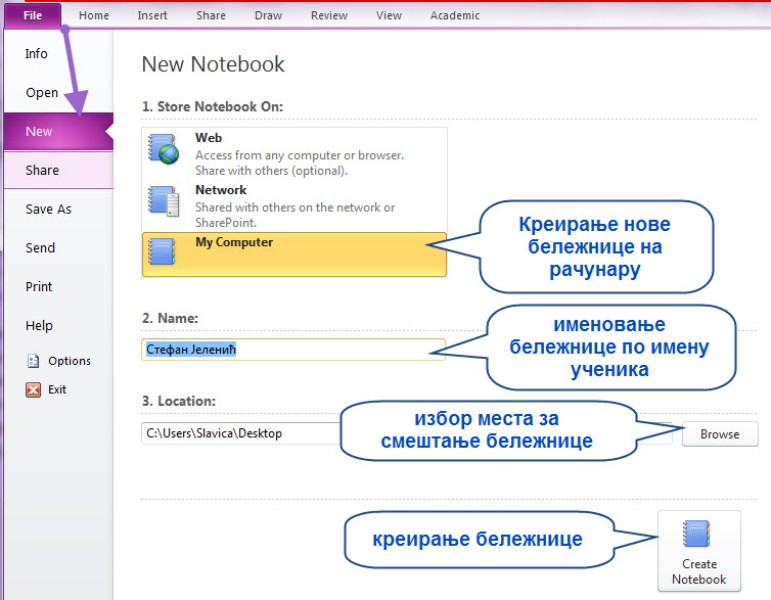 File Home Insert Share Draw Review View Academic
Info
Open
New
Share
Save As
Send
Print
Help
Options
Exit
New Notebook
1. Store Notebook On:
Web
Access from any computer or browser.
Share with others (optional).
Network
Shared with others on the network or
SharePoint.
My Computer
Креирање нове
бележнице на
рачунару
2. Name:
Стефан Јеленић
именовање
бележнице по имену
ученика
3. Location:
C:\Users\Slavica\Desktop
избор места за
смештање бележнице
Browse
креирање бележнице
Create
Notebook